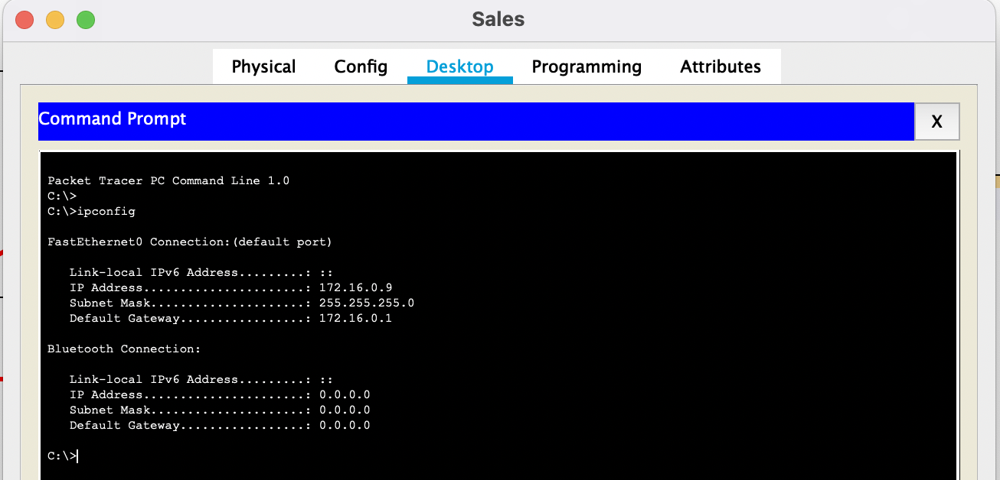 Sales
Physical Config Desktop Programming Attributes
Command Prompt X
Packet Tracer PC Command Line 1.0
C:\>
C:\>ipconfig
FastEthernet0 Connection:(default port)
Link-local IPv6 Address.........: ::
IP Address......................: 172.16.0.9
Subnet Mask.....................: 255.255.255.0
Default Gateway.................: 172.16.0.1
Bluetooth Connection:
Link-local IPv6 Address.........: ::
IP Address......................: 0.0.0.0
Subnet Mask.....................: 0.0.0.0
Default Gateway.................: 0.0.0.0
C:\>